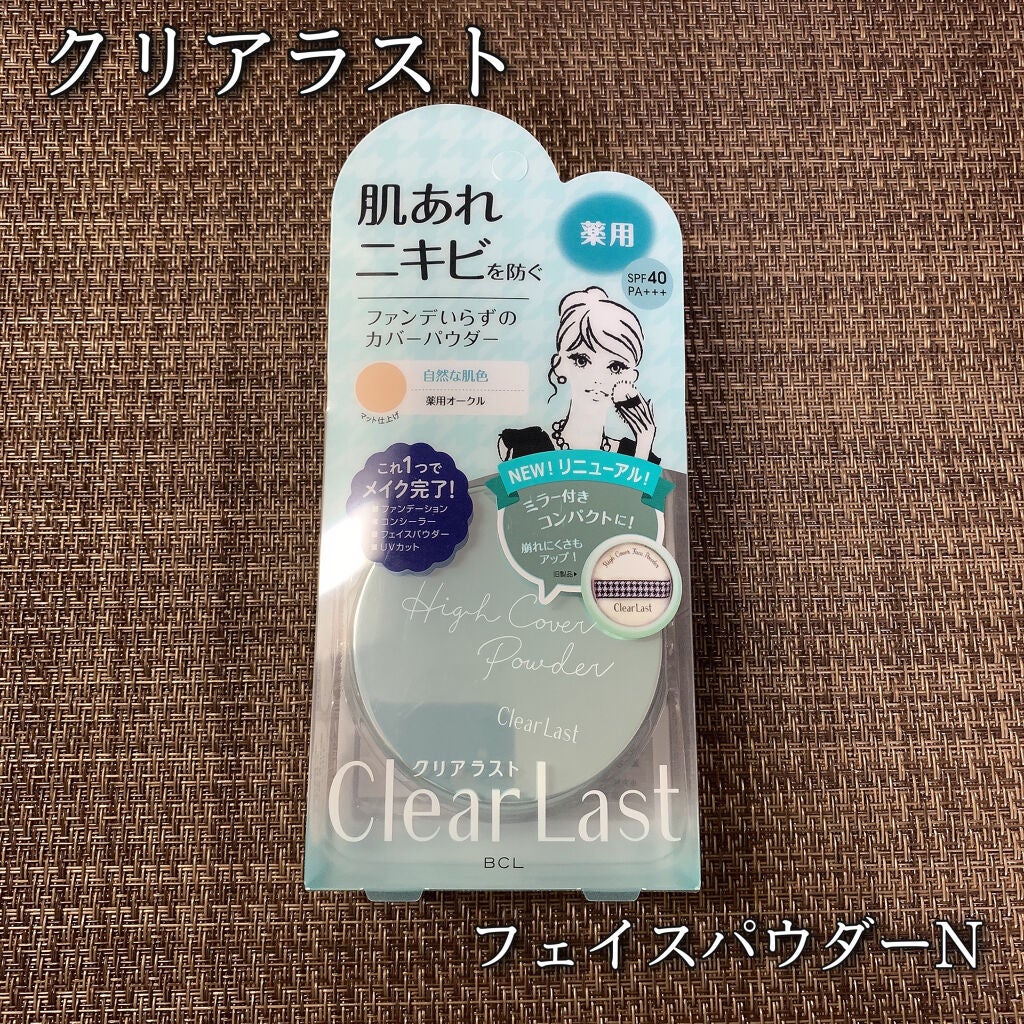 クリアラスト
肌あれ
ニキビを防ぐ
薬用
SPF40
PA+++
ファンデいらずの
カバーパウダー
自然な肌色
薬用オークル
マット仕上げ
これ1つで
メイク完了!
■ファンデーション
■コンシーラー
■フェイスパウダー
■UVカット
NEW!リニューアル!
ミラー付き
コンパクトに!
崩れにくさも
アップ!
旧製品▶
High Cover Face Powder
ClearLast
High Cover
Powder
ClearLast
クリアラスト
ClearLast
BCL
フェイスパウダーN